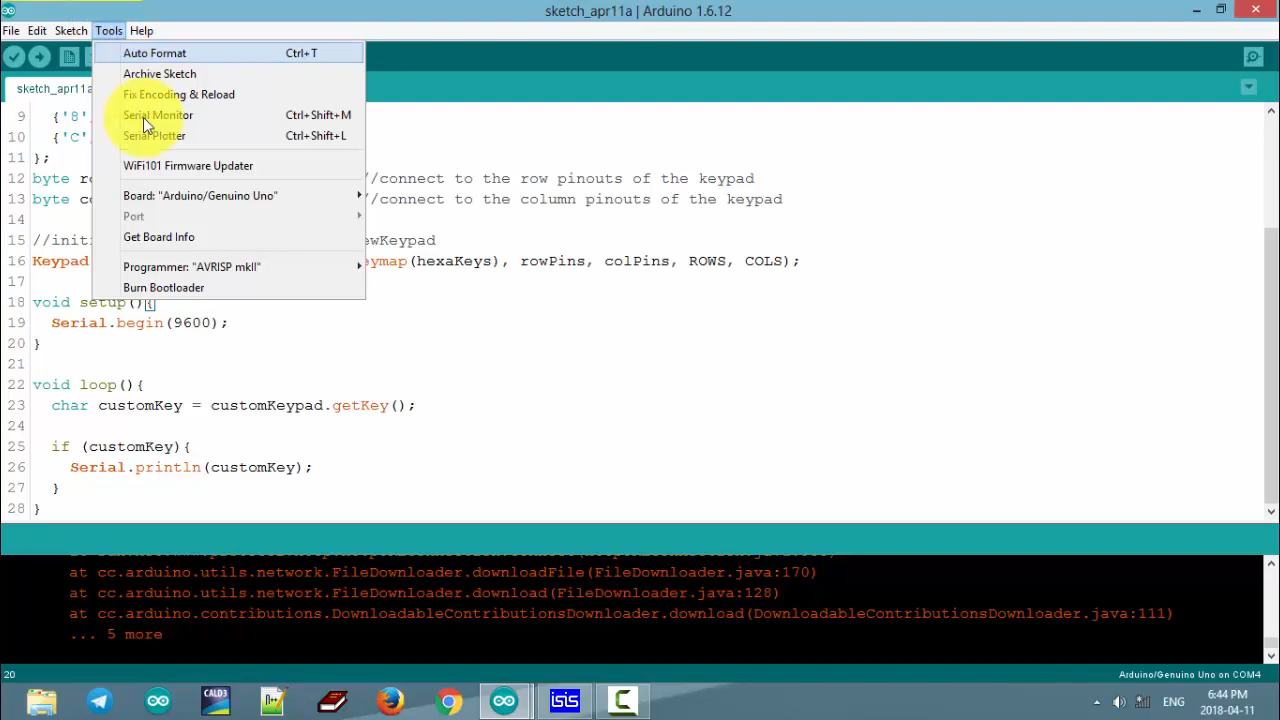 sketch_apr11a | Arduino 1.6.12
File Edit Sketch Tools Help
Auto Format Ctrl+T
Archive Sketch
sketch_apr11a
Fix Encoding & Reload
9 {'8'
Serial Monitor Ctrl+Shift+M
10 {'C'
Serial Plotter Ctrl+Shift+L
11 };
WiFi101 Firmware Updater
12 byte ro //connect to the row pinouts of the keypad
Board: "Arduino/Genuino Uno"
13 byte co //connect to the column pinouts of the keypad
Port
14
Get Board Info
15 //initi ewKeypad
16 Keypad eymap(hexaKeys), rowPins, colPins, ROWS, COLS);
Programmer: "AVRISP mkII"
17
Burn Bootloader
18 void setup(){
19 Serial.begin(9600);
20 }
21
22 void loop(){
23 char customKey = customKeypad.getKey();
24
25 if (customKey){
26 Serial.println(customKey);
27 }
28 }
at cc.arduino.utils.network.FileDownloader.downloadFile(FileDownloader.java:170)
at cc.arduino.utils.network.FileDownloader.download(FileDownloader.java:128)
at cc.arduino.contributions.DownloadableContributionsDownloader.download(DownloadableContributionsDownloader.java:111)
... 5 more
20 Arduino/Genuino Uno on COM4
CALD3
isis
ENG
6:44 PM
2018-04-11